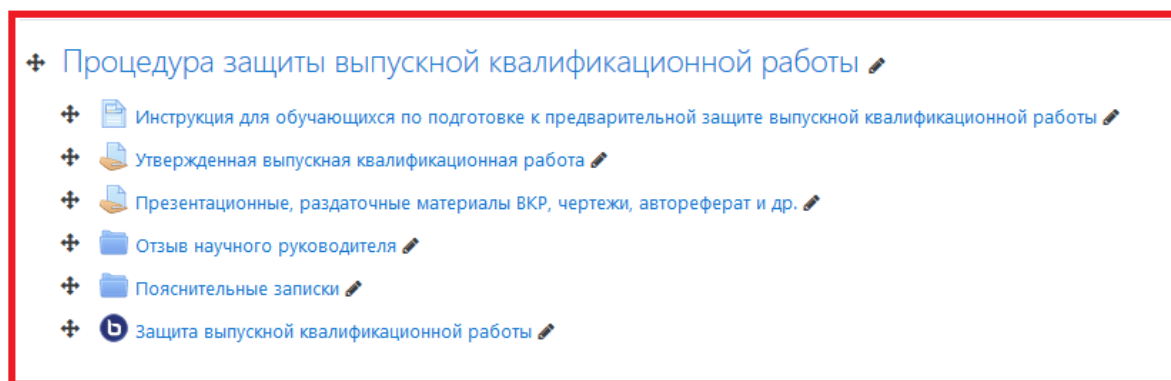 Процедура защиты выпускной квалификационной работы
Инструкция для обучающихся по подготовке к предварительной защите выпускной квалификационной работы
Утвержденная выпускная квалификационная работа
Презентационные, раздаточные материалы ВКР, чертежи, автореферат и др.
Отзыв научного руководителя
Пояснительные записки
b Защита выпускной квалификационной работы